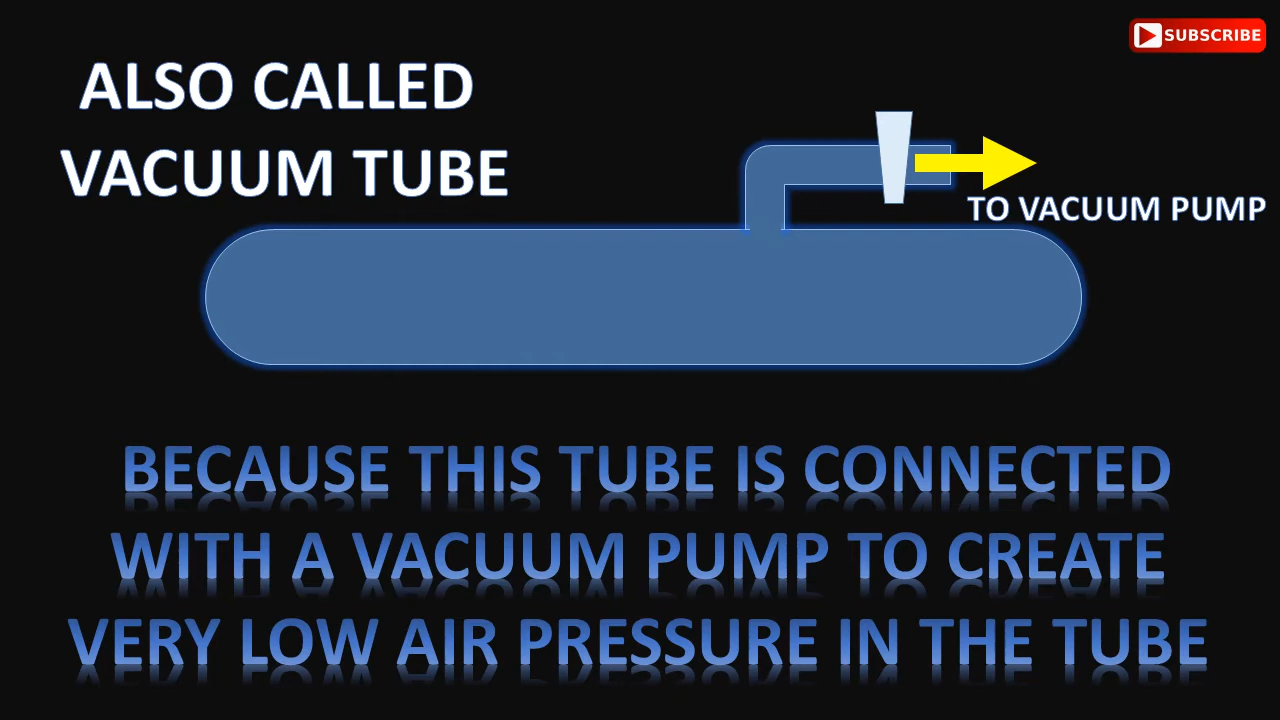 SUBSCRIBE
ALSO CALLED
VACUUM TUBE
TO VACUUM PUMP
BECAUSE THIS TUBE IS CONNECTED
WITH A VACUUM PUMP TO CREATE
VERY LOW AIR PRESSURE IN THE TUBE